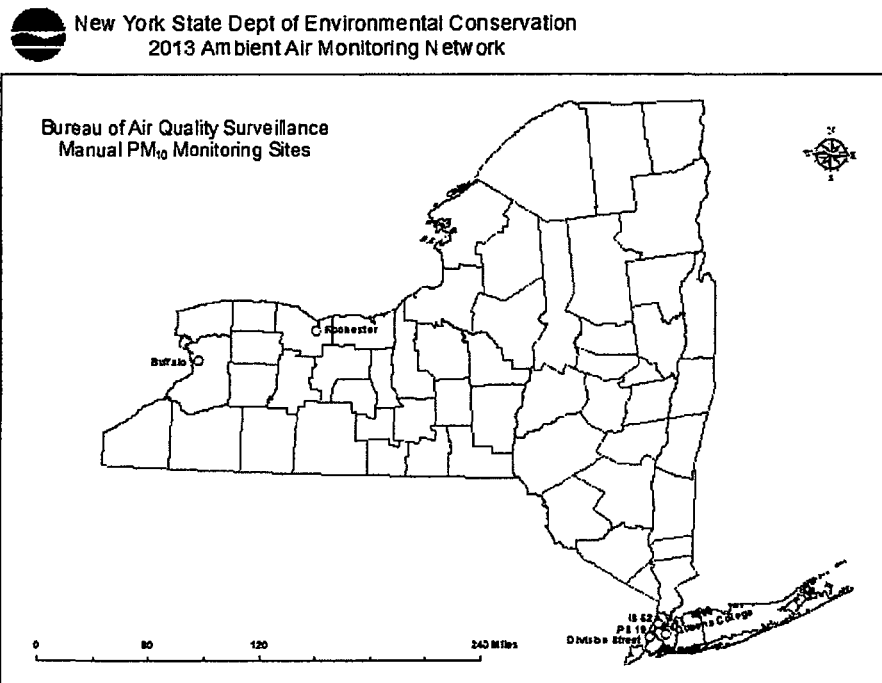 New York State Dept of Environmental Conservation
2013 Ambient Air Monitoring Network
Bureau of Air Quality Surveillance
Manual PM₁₀ Monitoring Sites
N
E
S
Rochester
Buffalo
IS 52
PS 19
Queens College
Division Street
0 60 120 240 Miles